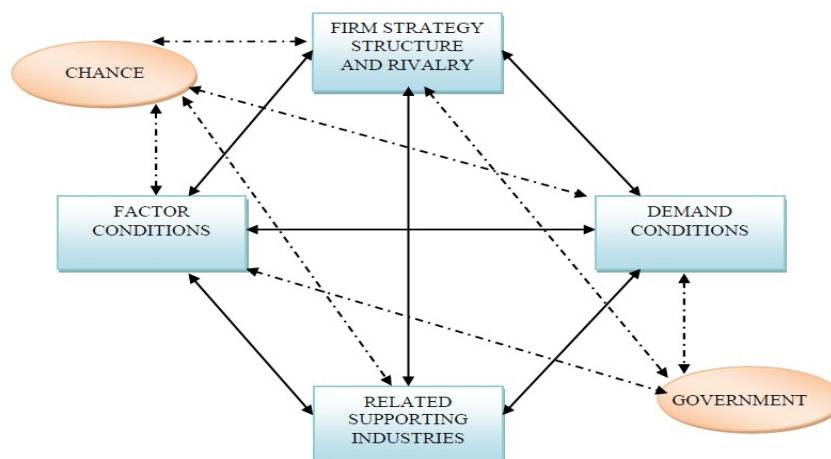 FIRM STRATEGY
STRUCTURE
AND RIVALRY
CHANCE
FACTOR
CONDITIONS
DEMAND
CONDITIONS
RELATED
SUPPORTING
INDUSTRIES
GOVERNMENT